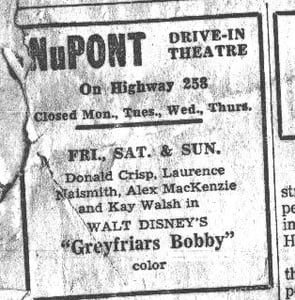 NuPONT DRIVE-IN
THEATRE
On Highway 258
Closed Mon., Tues., Wed., Thurs.
FRI., SAT. & SUN.
Donald Crisp, Laurence
Naismith, Alex MacKenzie
and Kay Walsh in
WALT DISNEY'S
"Greyfriars Bobby"
color